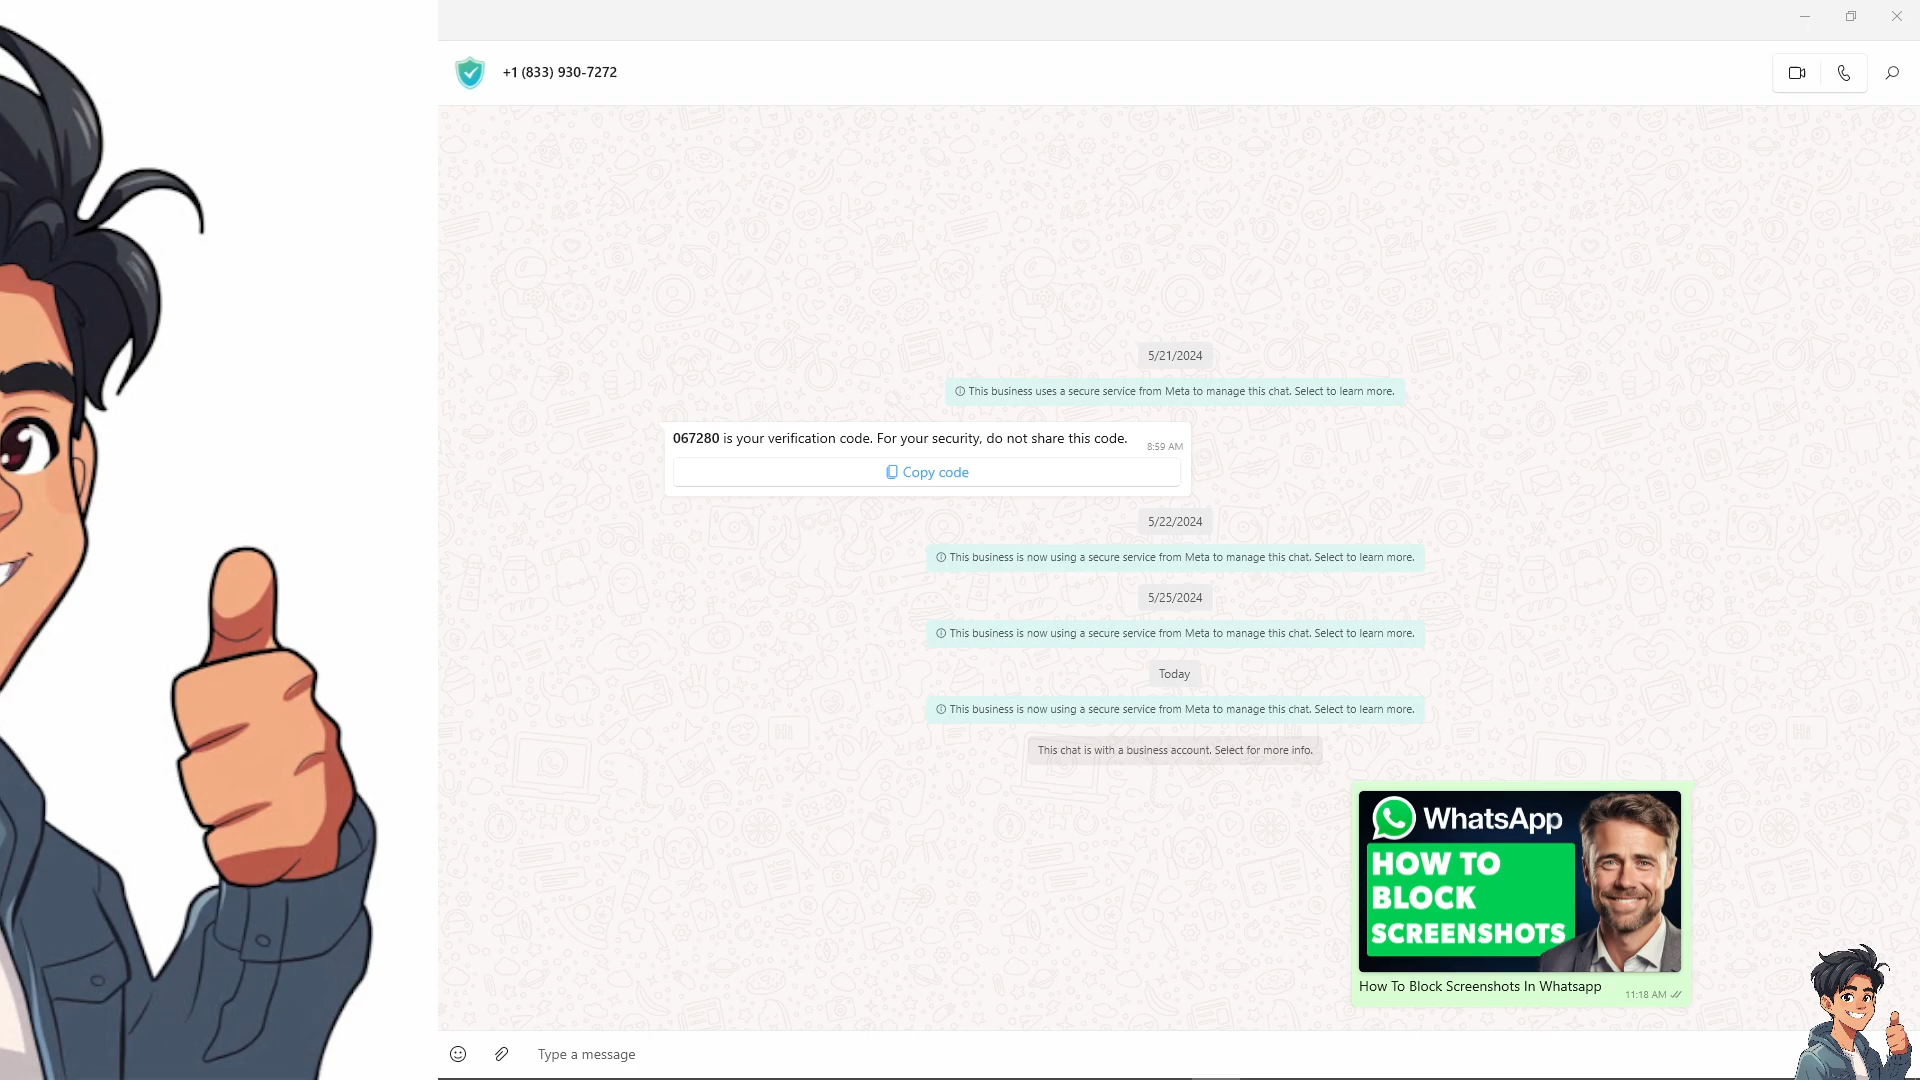 +1 (833) 930-7272
5/21/2024
This business uses a secure service from Meta to manage this chat. Select to learn more.
067280 is your verification code. For your security, do not share this code.
8:59 AM
Copy code
5/22/2024
This business is now using a secure service from Meta to manage this chat. Select to learn more.
5/25/2024
This business is now using a secure service from Meta to manage this chat. Select to learn more.
Today
This business is now using a secure service from Meta to manage this chat. Select to learn more.
This chat is with a business account. Select for more info.
WhatsApp
HOW TO
BLOCK
SCREENSHOTS
How To Block Screenshots In Whatsapp
11:18 AM
Type a message